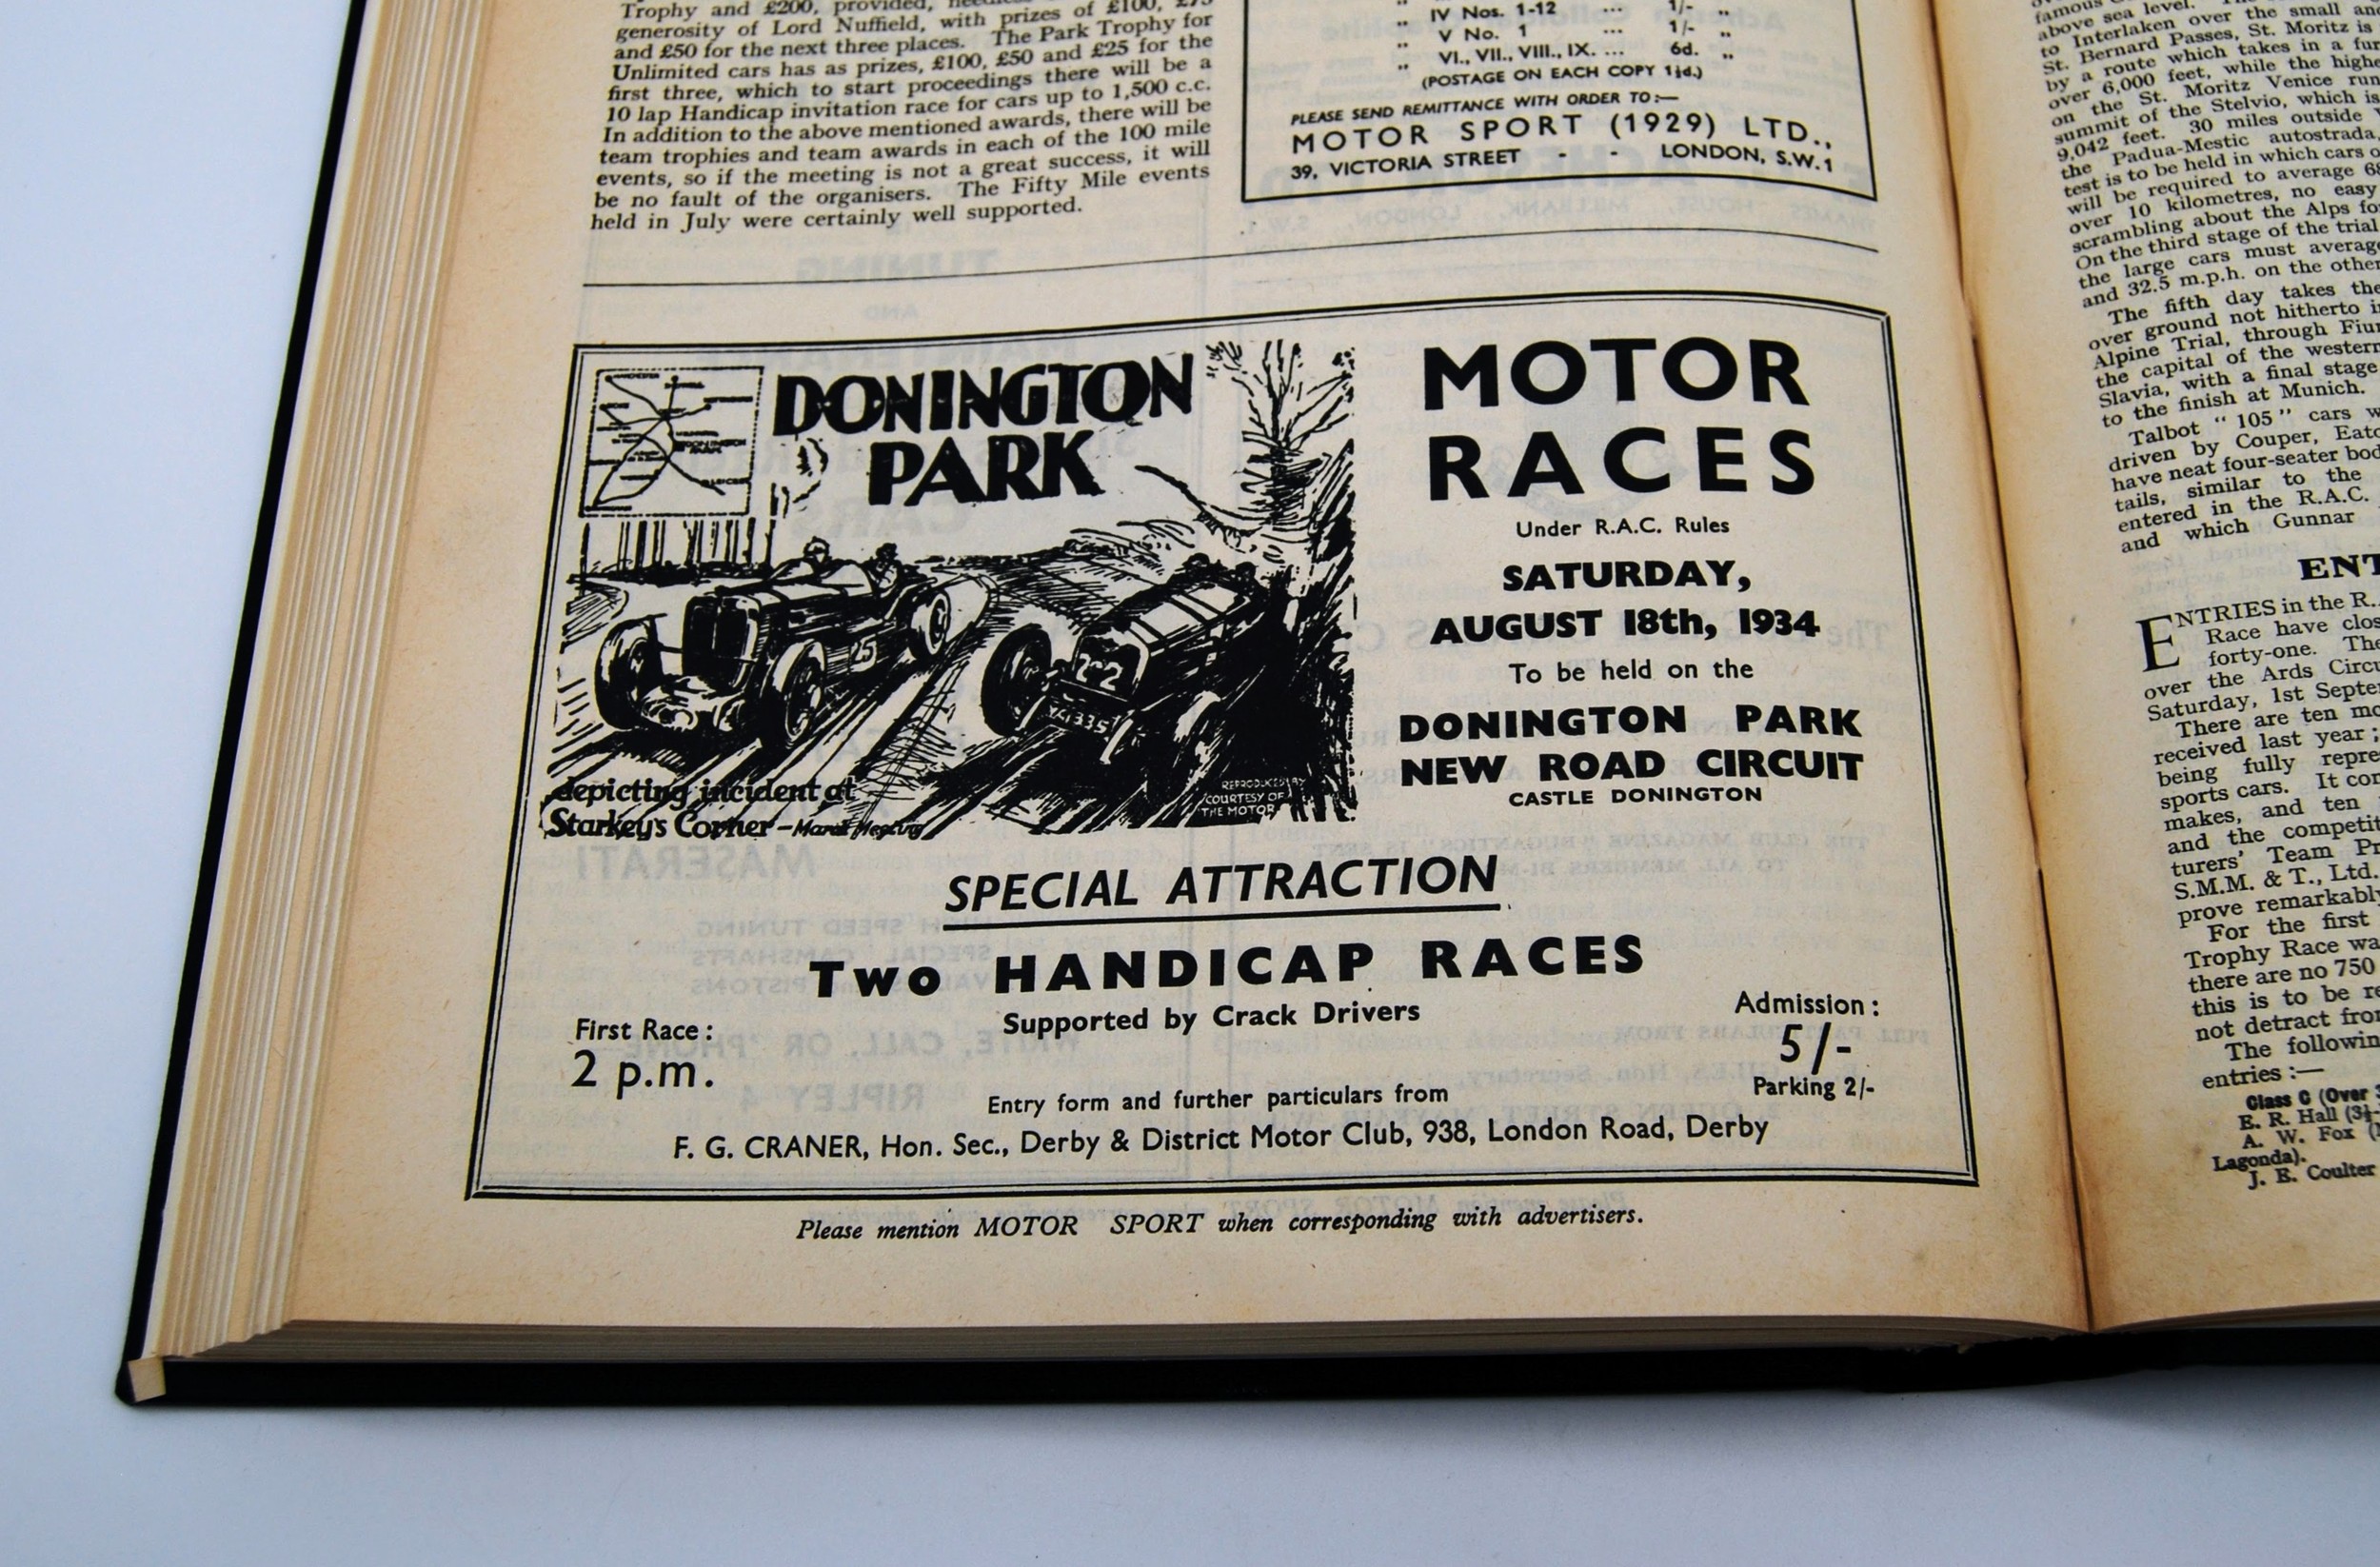 Trophy and £200, provided,
generosity of Lord Nuffield, with prizes of £100, £75
and £50 for the next three places. The Park Trophy for
Unlimited cars has as prizes, £100, £50 and £25 for the
first three, which to start proceedings there will be a
10 lap Handicap invitation race for cars up to 1,500 c.c.
In addition to the above mentioned awards, there will be
team trophies and team awards in each of the 100 mile
events, so if the meeting is not a great success, it will
be no fault of the organisers. The Fifty Mile events
held in July were certainly well supported.
„ IV Nos. 1-12 ... 1/- „
„ V No. 1 ... 1/- „
„ VI., VII., VIII., IX. ... 6d. „
(POSTAGE ON EACH COPY 1½d.)
PLEASE SEND REMITTANCE WITH ORDER TO:—
MOTOR SPORT (1929) LTD.,
39, VICTORIA STREET - - LONDON, S.W.1
DONINGTON
PARK
25
22
depicting incident at
Starkey's Corner –
REPRODUCED BY
COURTESY OF
THE MOTOR
MOTOR
RACES
Under R.A.C. Rules
SATURDAY,
AUGUST 18th, 1934
To be held on the
DONINGTON PARK
NEW ROAD CIRCUIT
CASTLE DONINGTON
SPECIAL ATTRACTION
Two HANDICAP RACES
Supported by Crack Drivers
First Race:
2 p.m.
Admission:
5/-
Parking 2/-
Entry form and further particulars from
F. G. CRANER, Hon. Sec., Derby & District Motor Club, 938, London Road, Derby
Please mention MOTOR SPORT when corresponding with advertisers.
famous
above sea level.
to Interlaken over the small and
St. Bernard Passes, St. Moritz is
by a route which takes in a
over 6,000 feet, while the
on the St. Moritz Venice run
summit of the Stelvio, which is
9,042 feet. 30 miles outside
the Padua-Mestic autostrada,
test is to be held in which cars
will be required to average
over 10 kilometres, no easy
scrambling about the Alps
On the third stage of the trial
the large cars must average
and 32.5 m.p.h. on the other
The fifth day takes the
over ground not hitherto
Alpine Trial, through
the capital of the western
Slavia, with a final stage
to the finish at Munich.
Talbot “105” cars
driven by Couper,
have neat four-seater
tails, similar to the
entered in the R.A.C.
and which Gunnar
ENTRIES in the R.
Race have
forty-one. The
over the Ards
Saturday, 1st
There are ten
received last year;
being fully
sports cars. It
makes, and ten
and the
turers' Team
S.M.M. & T., Ltd.
prove
For the first
Trophy Race
there are no 750
this is to be
not detract
The
entries:—
Class C (Over
E. R. Hall
A. W. Fox
Lagonda).
J. E. Coulter